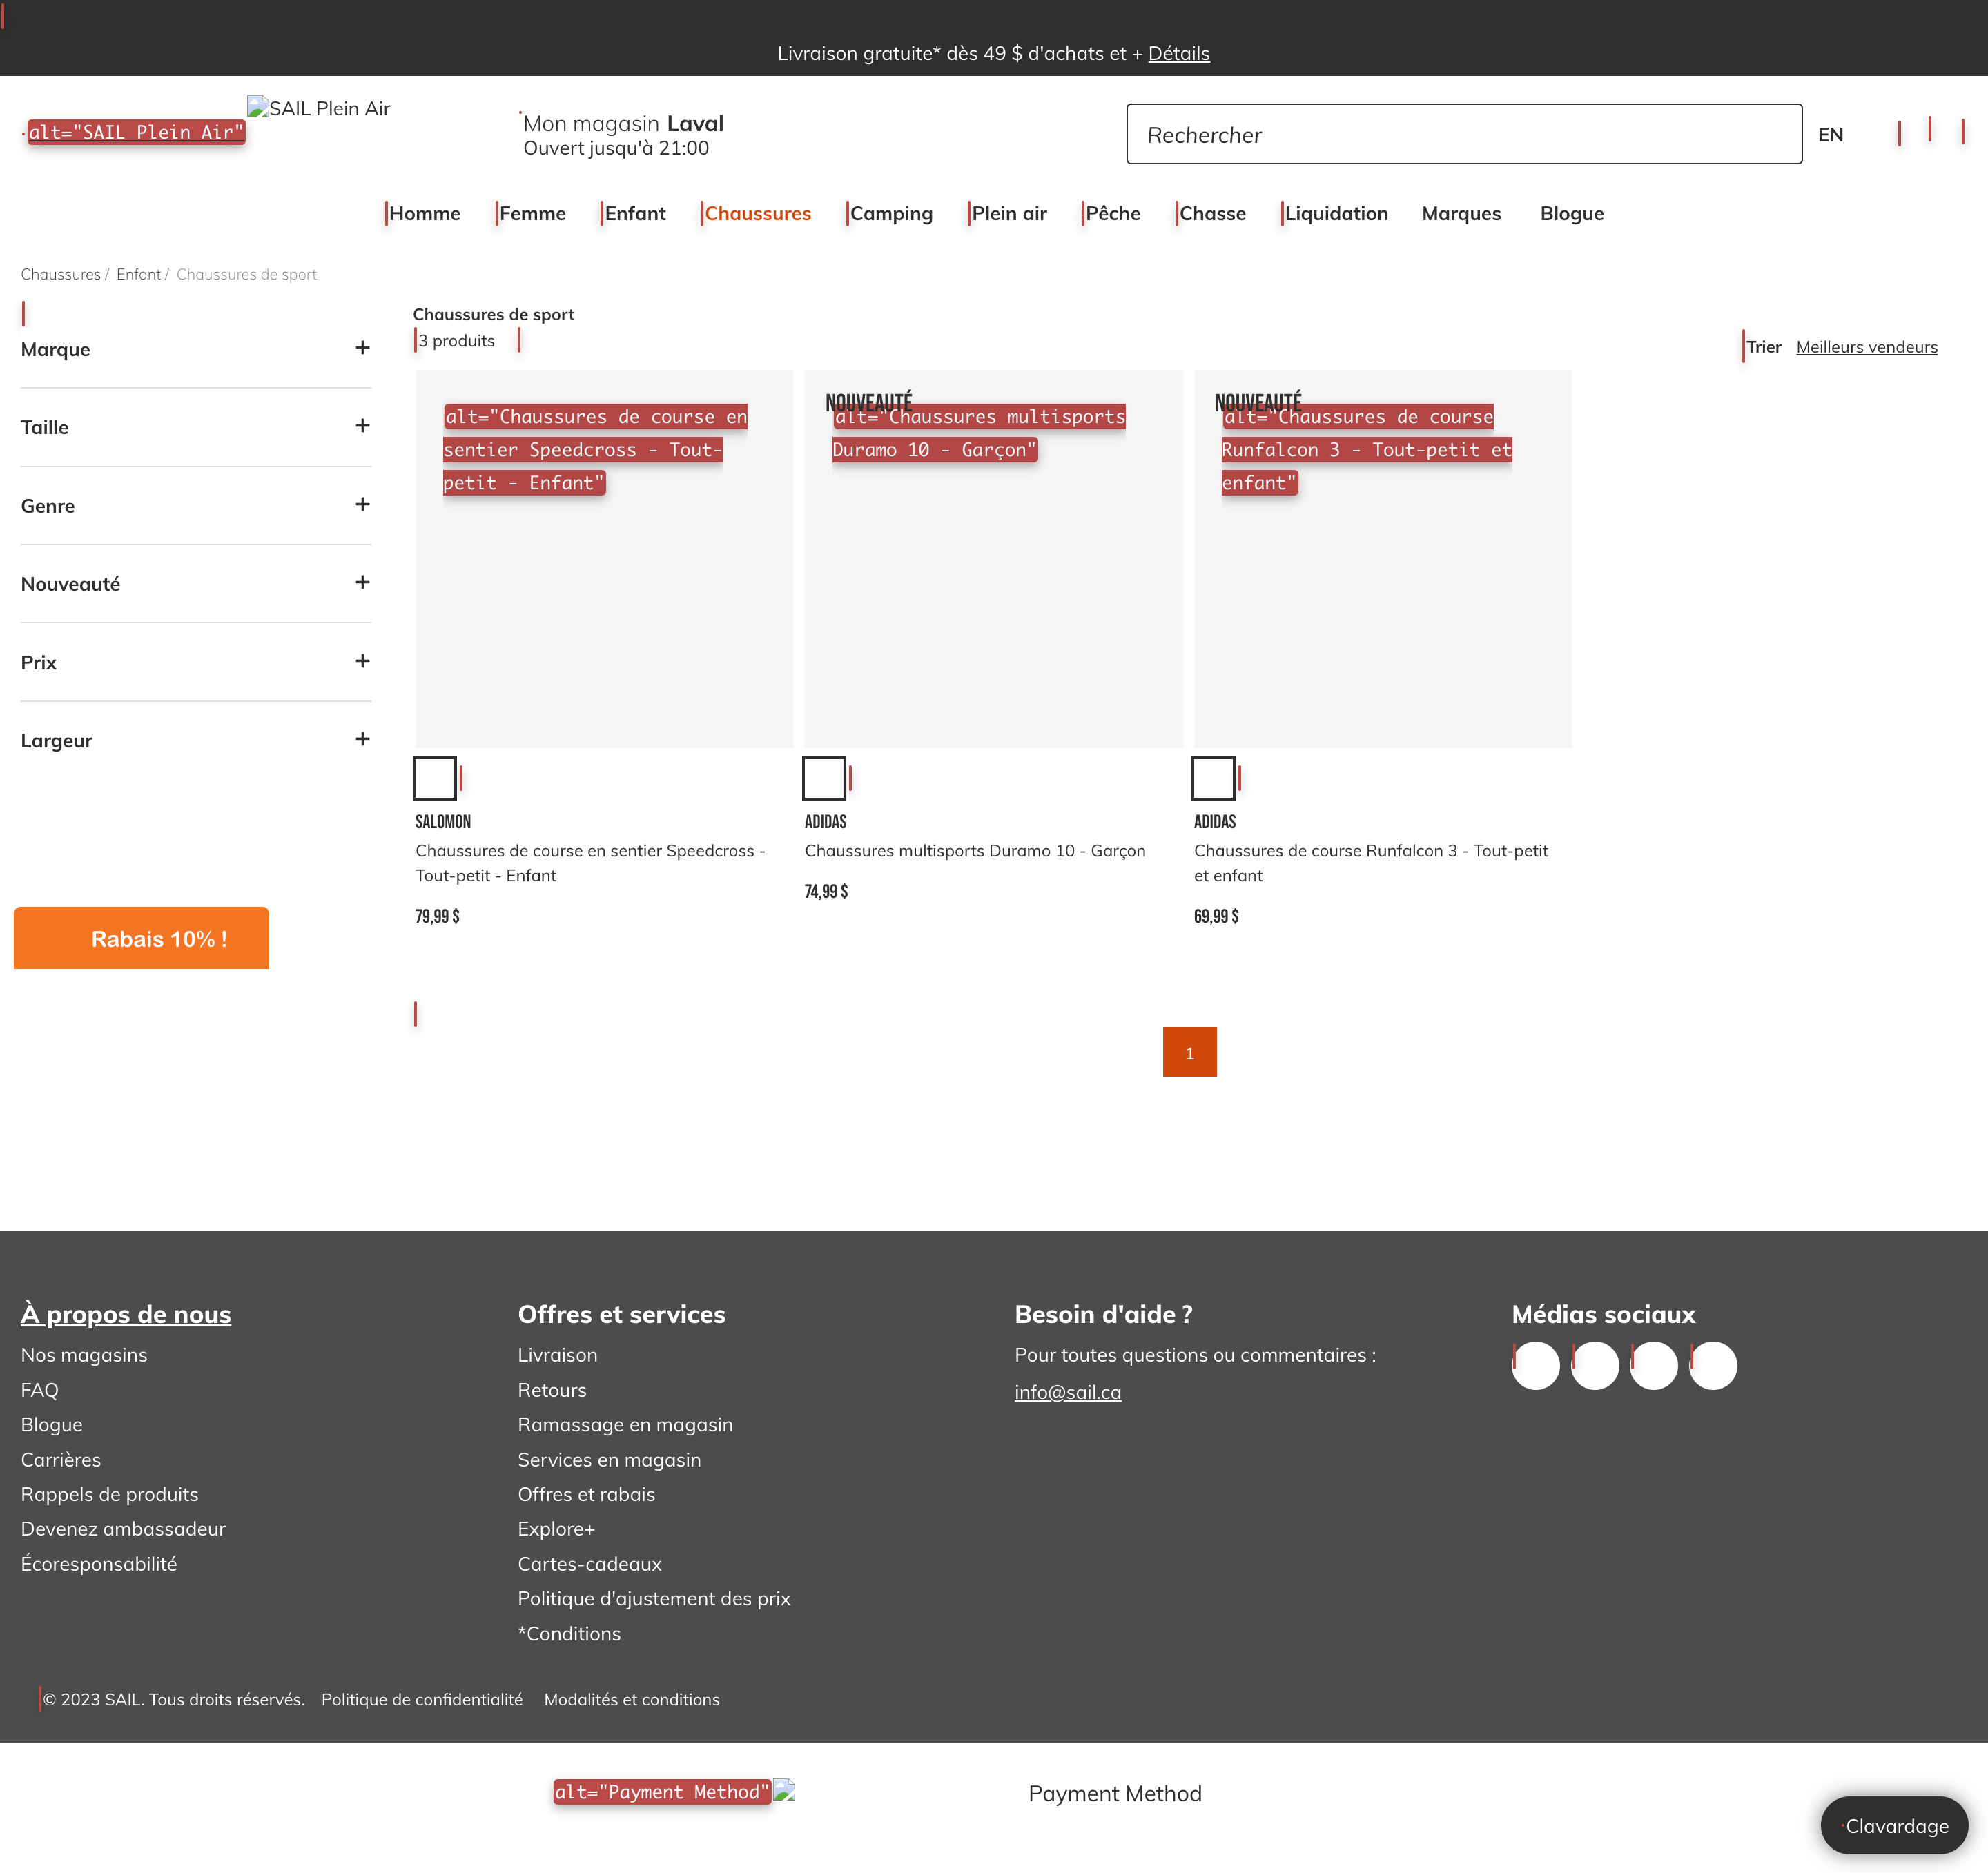 Livraison gratuite* dès 49 $ d'achats et + Détails
alt="SAIL Plein Air"
SAIL Plein Air
Mon magasin Laval
Ouvert jusqu'à 21:00
Rechercher
EN
Homme Femme Enfant Chaussures Camping Plein air Pêche Chasse Liquidation Marques Blogue
Chaussures / Enfant / Chaussures de sport
Chaussures de sport
3 produits
Trier Meilleurs vendeurs
Marque +
Taille +
Genre +
Nouveauté +
Prix +
Largeur +
Rabais 10% !
alt="Chaussures de course en
sentier Speedcross - Tout-
petit - Enfant"
SALOMON
Chaussures de course en sentier Speedcross -
Tout-petit - Enfant
79,99 $
NOUVEAUTÉ
alt="Chaussures multisports
Duramo 10 - Garçon"
ADIDAS
Chaussures multisports Duramo 10 - Garçon
74,99 $
NOUVEAUTÉ
alt="Chaussures de course
Runfalcon 3 - Tout-petit et
enfant"
ADIDAS
Chaussures de course Runfalcon 3 - Tout-petit
et enfant
69,99 $
1
À propos de nous
Nos magasins
FAQ
Blogue
Carrières
Rappels de produits
Devenez ambassadeur
Écoresponsabilité
Offres et services
Livraison
Retours
Ramassage en magasin
Services en magasin
Offres et rabais
Explore+
Cartes-cadeaux
Politique d'ajustement des prix
*Conditions
Besoin d'aide ?
Pour toutes questions ou commentaires :
info@sail.ca
Médias sociaux
© 2023 SAIL. Tous droits réservés. Politique de confidentialité Modalités et conditions
alt="Payment Method"
Payment Method
Clavardage